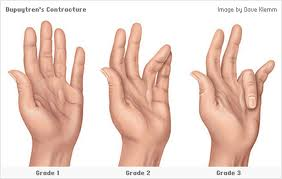 Dupuytren's Contracture
Image by Dave Klemm
Grade 1
Grade 2
Grade 3